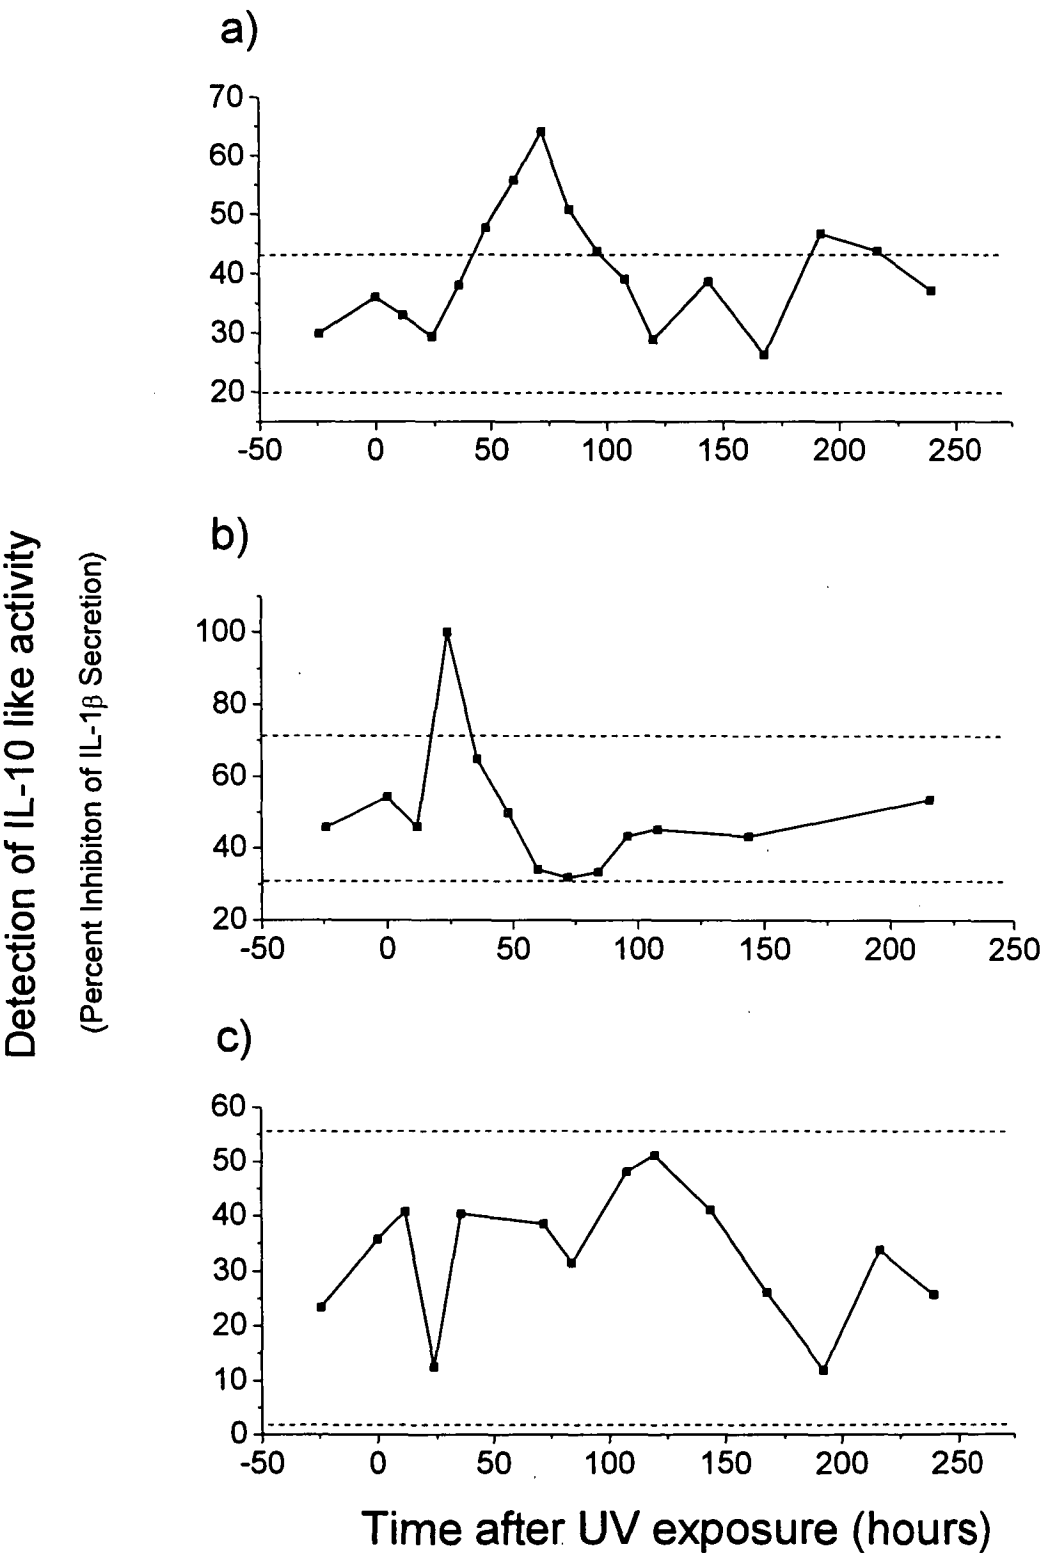 a)
70
60
50
40
30
20
-50 0 50 100 150 200 250
b)
100
80
60
40
20
-50 0 50 100 150 200 250
c)
60
50
40
30
20
10
0
-50 0 50 100 150 200 250
Detection of IL-10 like activity
(Percent Inhibiton of IL-1β Secretion)
Time after UV exposure (hours)